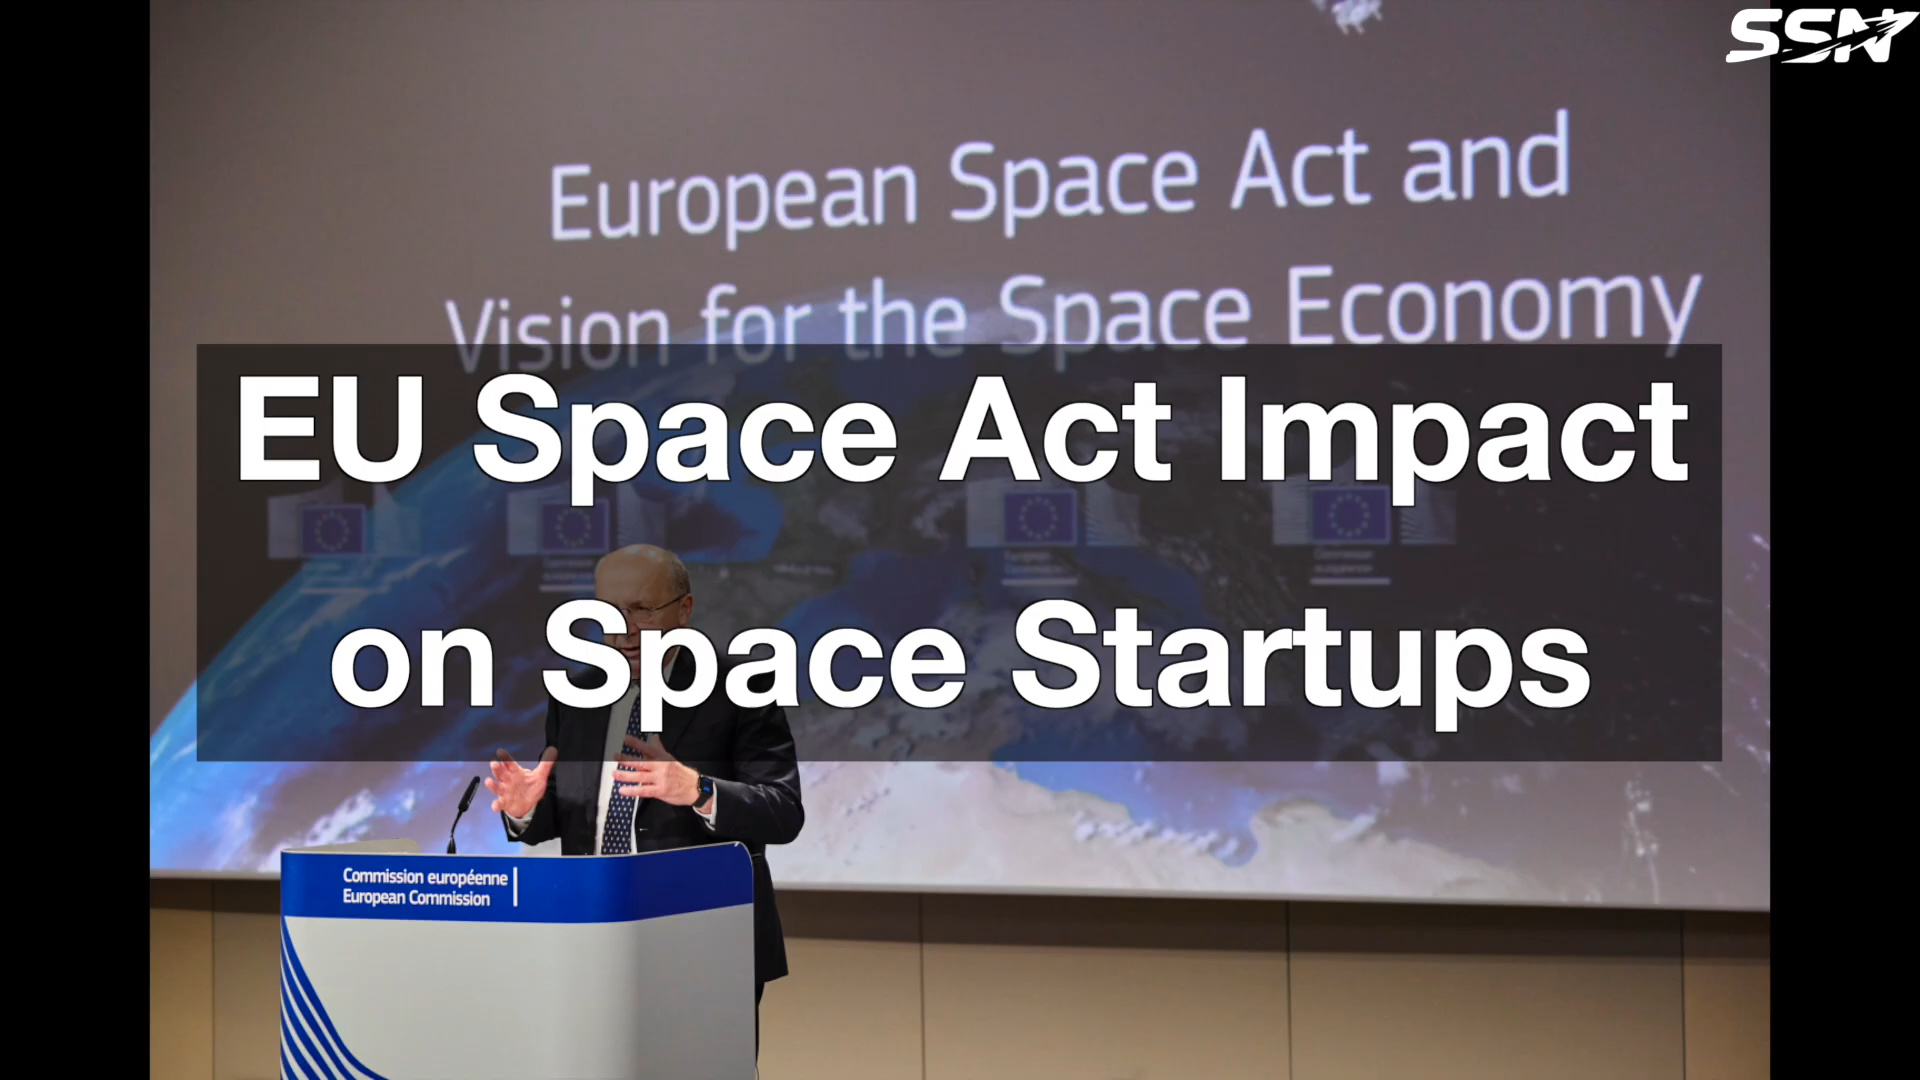 SSN
European Space Act and
Vision for the Space Economy
EU Space Act Impact
on Space Startups
Commission européenne
European Commission